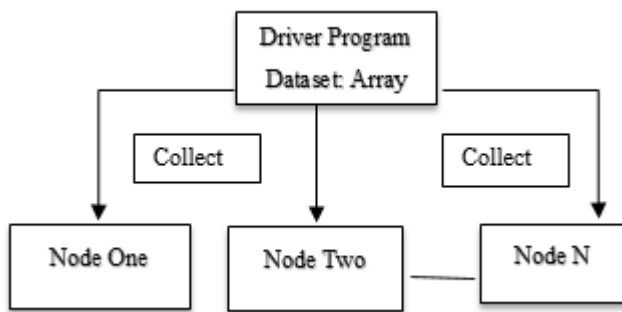 Driver Program
Dataset: Array
Collect
Collect
Node One
Node Two
Node N